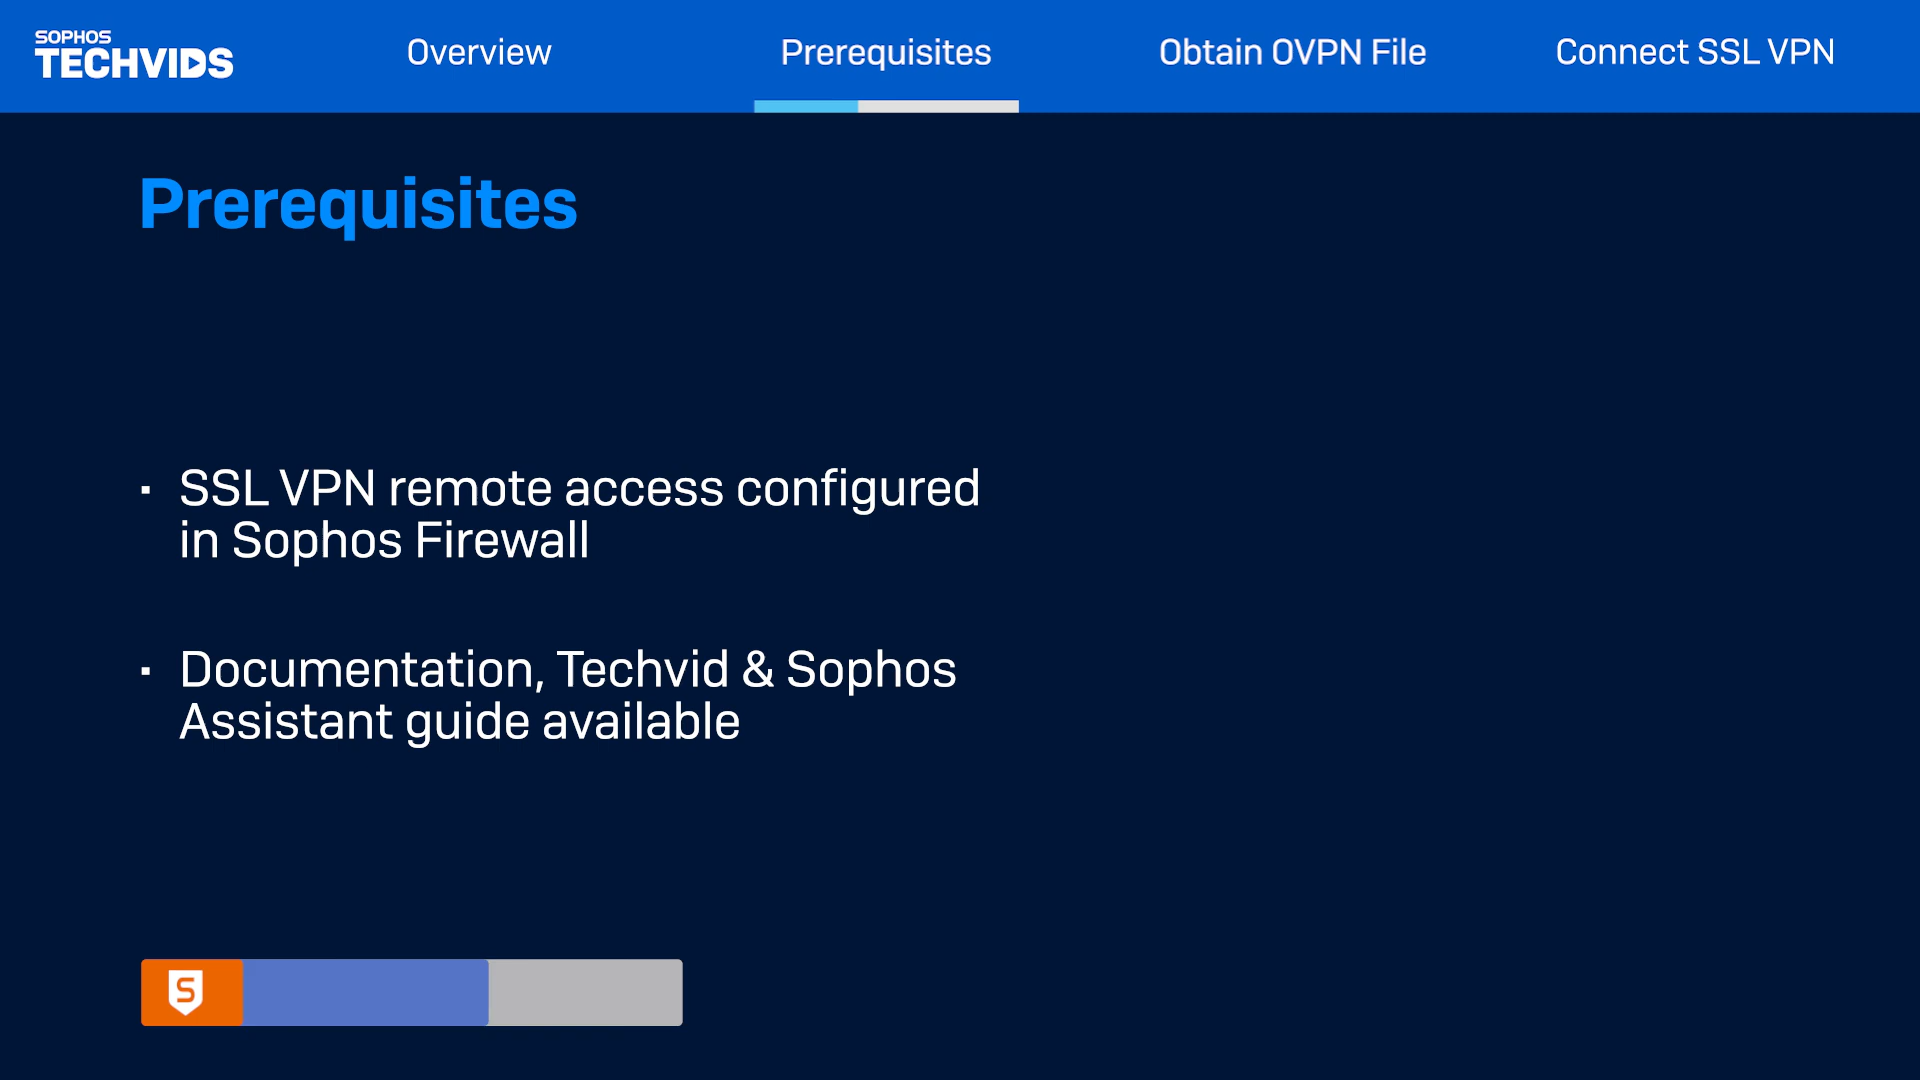 SOPHOS
TECHVIDS
Overview
Prerequisites
Obtain OVPN File
Connect SSL VPN
Prerequisites
▪ SSL VPN remote access configured
in Sophos Firewall
▪ Documentation, Techvid & Sophos
Assistant guide available
S